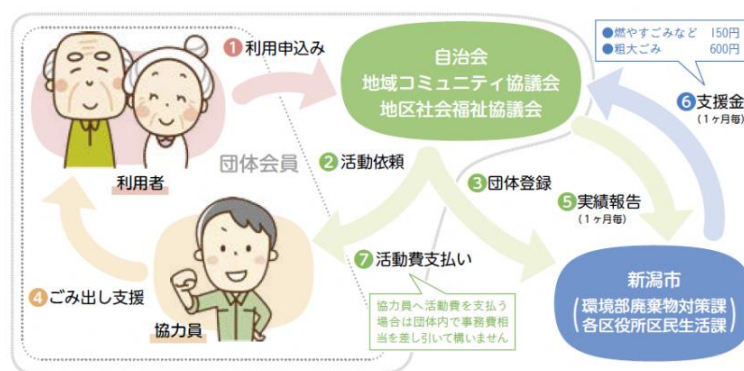 ❶利用申込み
自治会
地域コミュニティ協議会
地区社会福祉協議会
●燃やすごみなど 150円
●粗大ごみ 600円
❻支援金
(1ヶ月毎)
利用者
団体会員
❷活動依頼
❸団体登録
❺実績報告
(1ヶ月毎)
❹ごみ出し支援
協力員
❼活動費支払い
協力員へ活動費を支払う
場合は団体内で事務費相
当を差し引いて構いません
新潟市
(環境部廃棄物対策課
各区役所区民生活課)